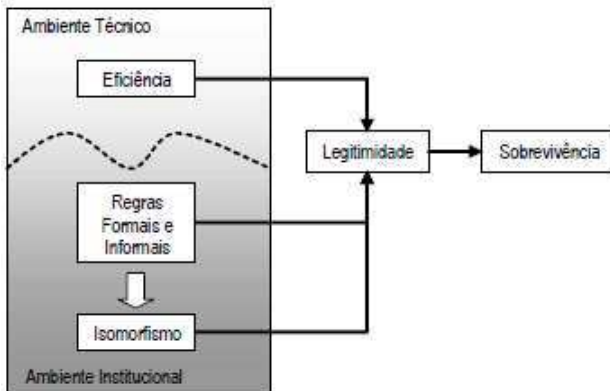 Ambiente Técnico
Eficiência
Legitimidade
Sobrevivência
Regras
Formais e
Informais
Isomorfismo
Ambiente Institucional